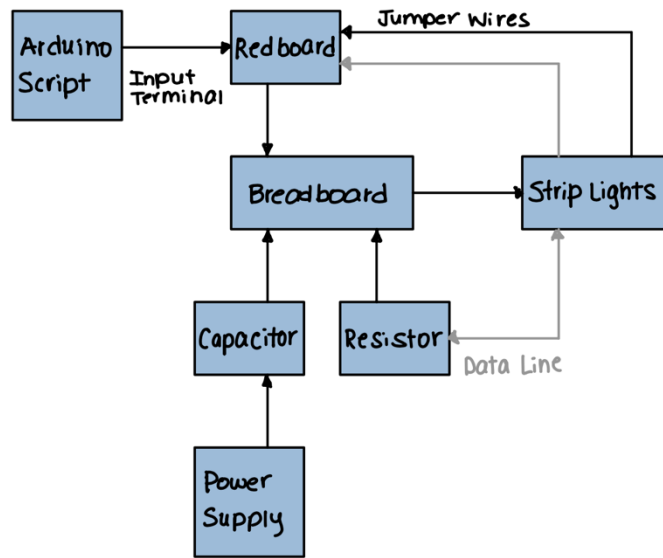 Arduino
Script
Input
Terminal
Redboard
Jumper Wires
Breadboard
Strip Lights
Capacitor
Resistor
Data Line
Power
Supply